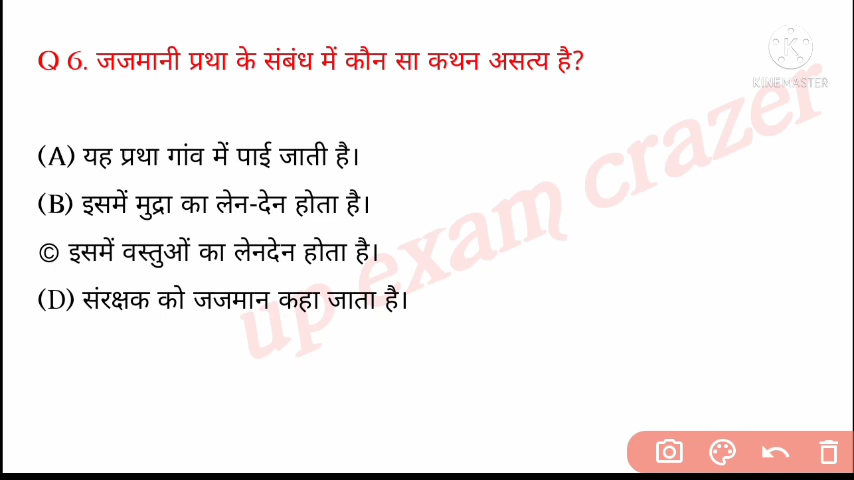 Q 6. जजमानी प्रथा के संबंध में कौन सा कथन असत्य है?
KINEMASTER
(A) यह प्रथा गांव में पाई जाती है।
(B) इसमें मुद्रा का लेन-देन होता है।
© इसमें वस्तुओं का लेनदेन होता है।
(D) संरक्षक को जजमान कहा जाता है।
up exam crazer